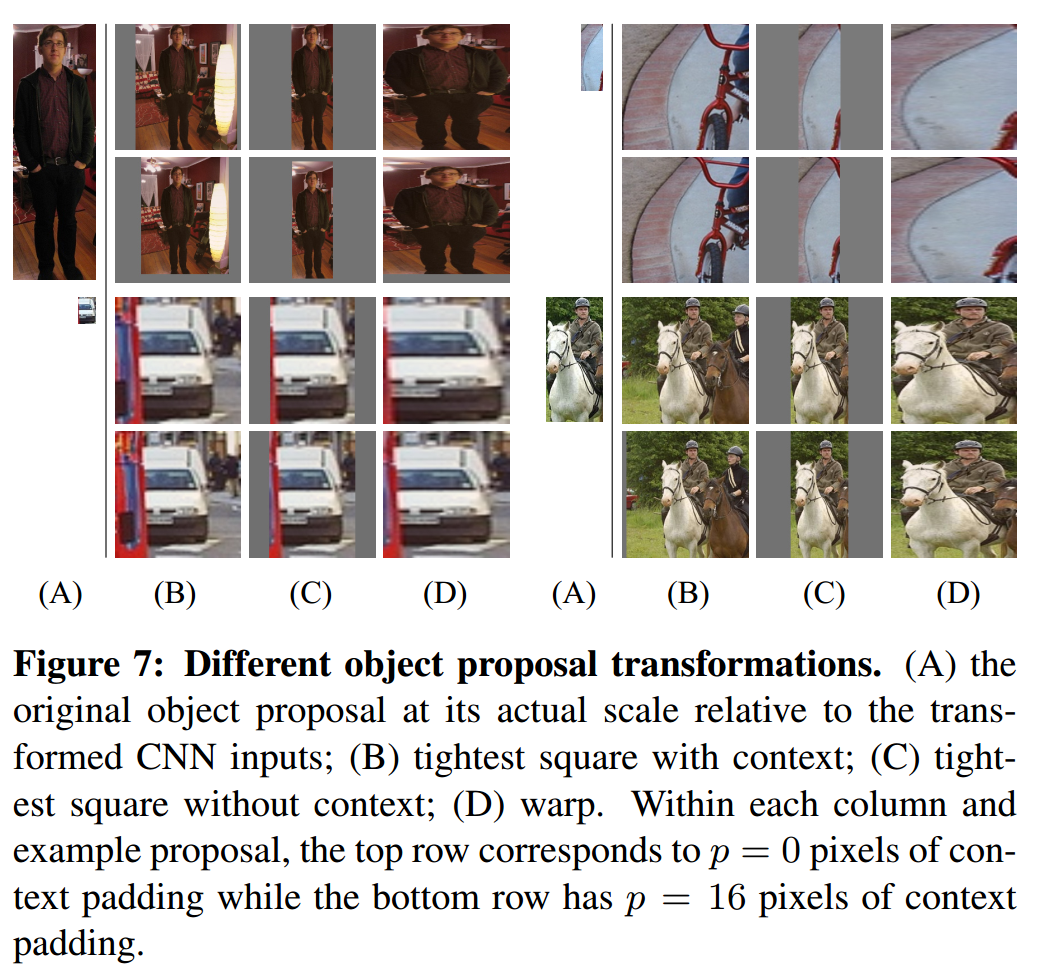 (A) (B) (C) (D) (A) (B) (C) (D)
Figure 7: Different object proposal transformations. (A) the
original object proposal at its actual scale relative to the trans-
formed CNN inputs; (B) tightest square with context; (C) tight-
est square without context; (D) warp. Within each column and
example proposal, the top row corresponds to p = 0 pixels of con-
text padding while the bottom row has p = 16 pixels of context
padding.